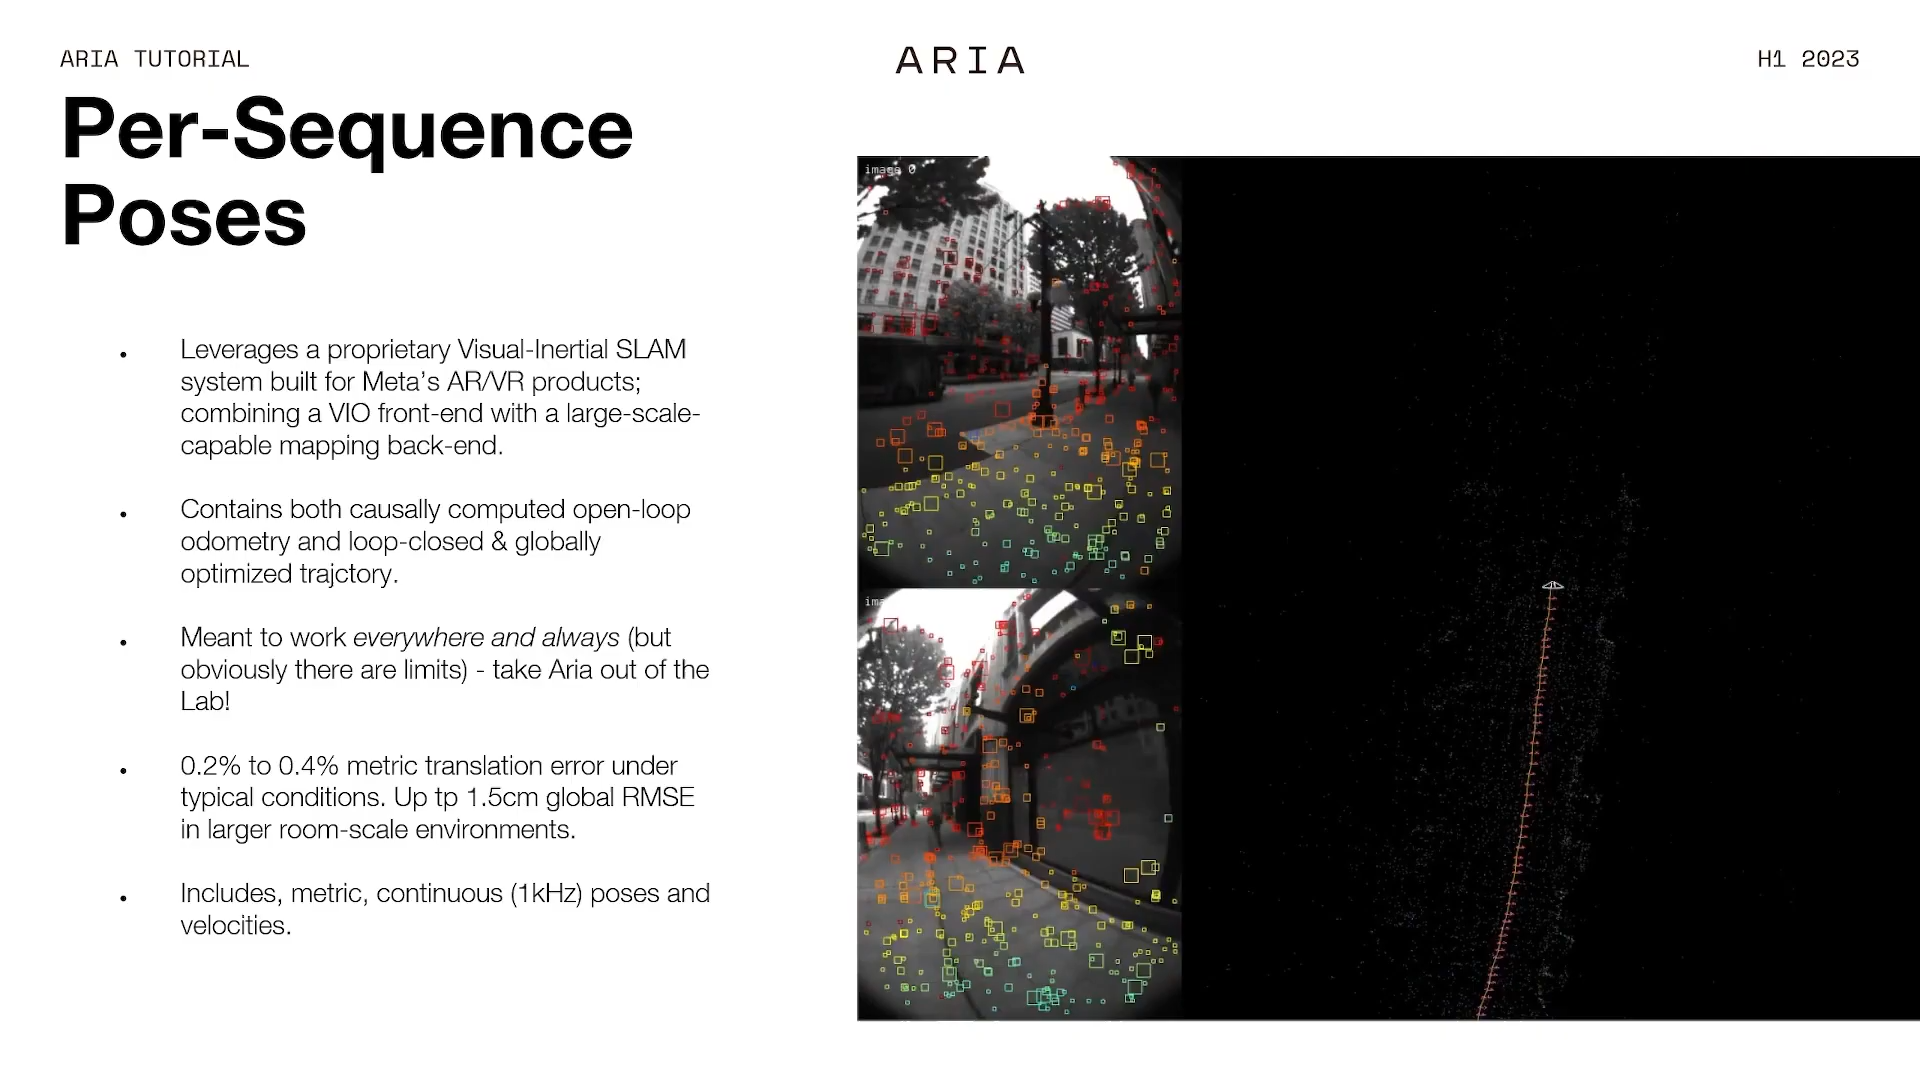 ARIA TUTORIAL
ARIA
H1 2023
Per-Sequence
Poses
• Leverages a proprietary Visual-Inertial SLAM
system built for Meta’s AR/VR products;
combining a VIO front-end with a large-scale-
capable mapping back-end.
• Contains both causally computed open-loop
odometry and loop-closed & globally
optimized trajctory.
• Meant to work everywhere and always (but
obviously there are limits) - take Aria out of the
Lab!
• 0.2% to 0.4% metric translation error under
typical conditions. Up tp 1.5cm global RMSE
in larger room-scale environments.
• Includes, metric, continuous (1kHz) poses and
velocities.
image 0